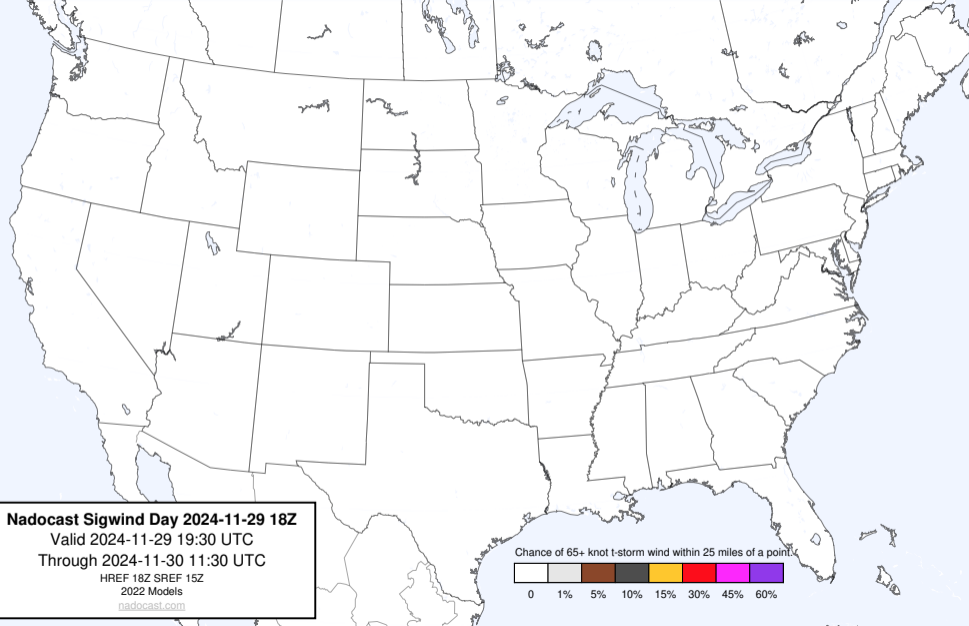 Nadocast Sigwind Day 2024-11-29 18Z
Valid 2024-11-29 19:30 UTC
Through 2024-11-30 11:30 UTC
HREF 18Z SREF 15Z
2022 Models
nadocast.com
Chance of 65+ knot t-storm wind within 25 miles of a point.
0 1% 5% 10% 15% 30% 45% 60%